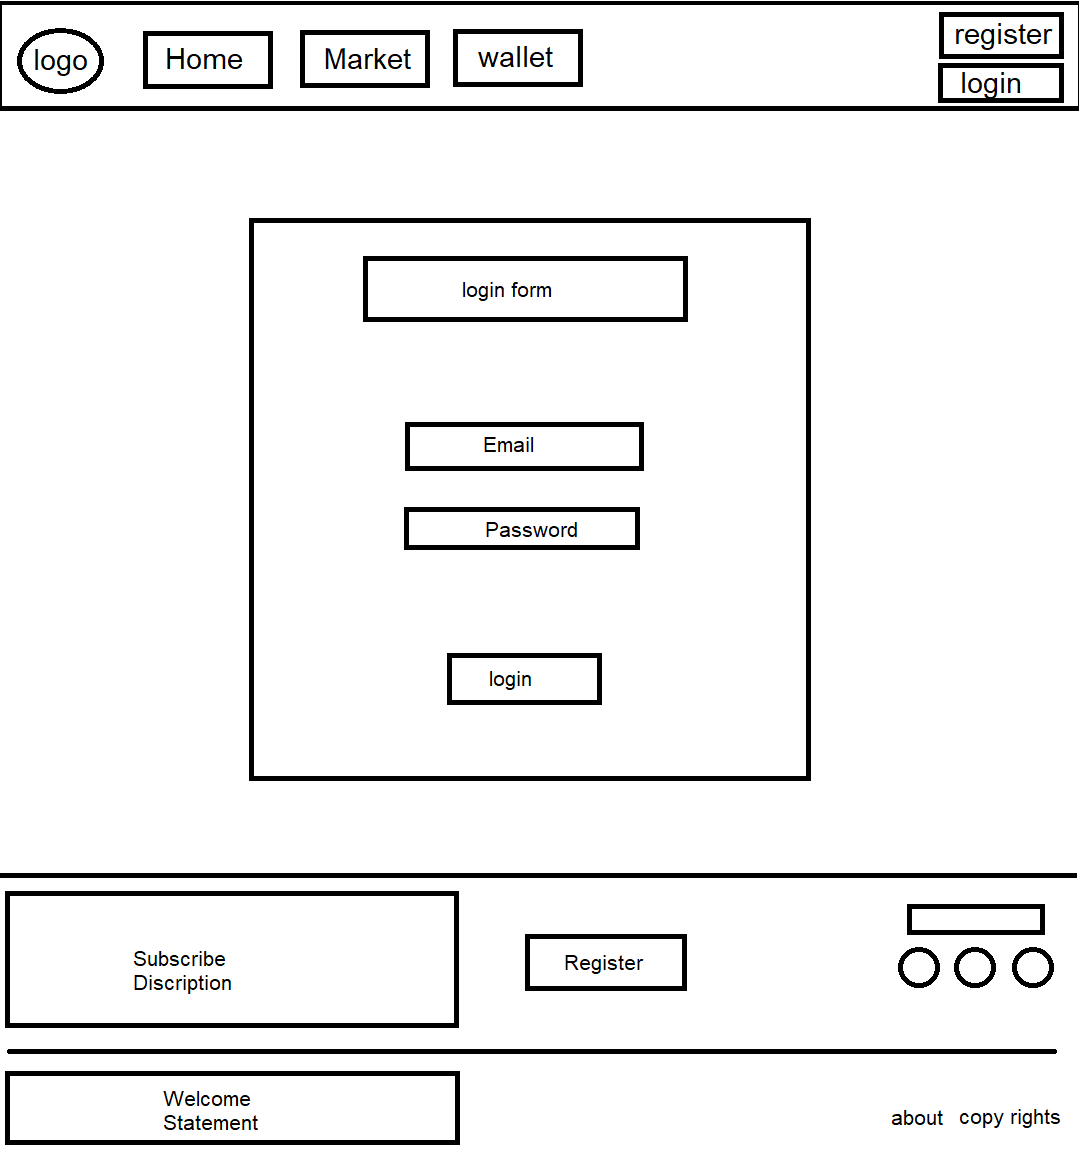 logo
Home
Market
wallet
register
login
login form
Email
Password
login
Subscribe
Discription
Register
Welcome
Statement
about
copy rights